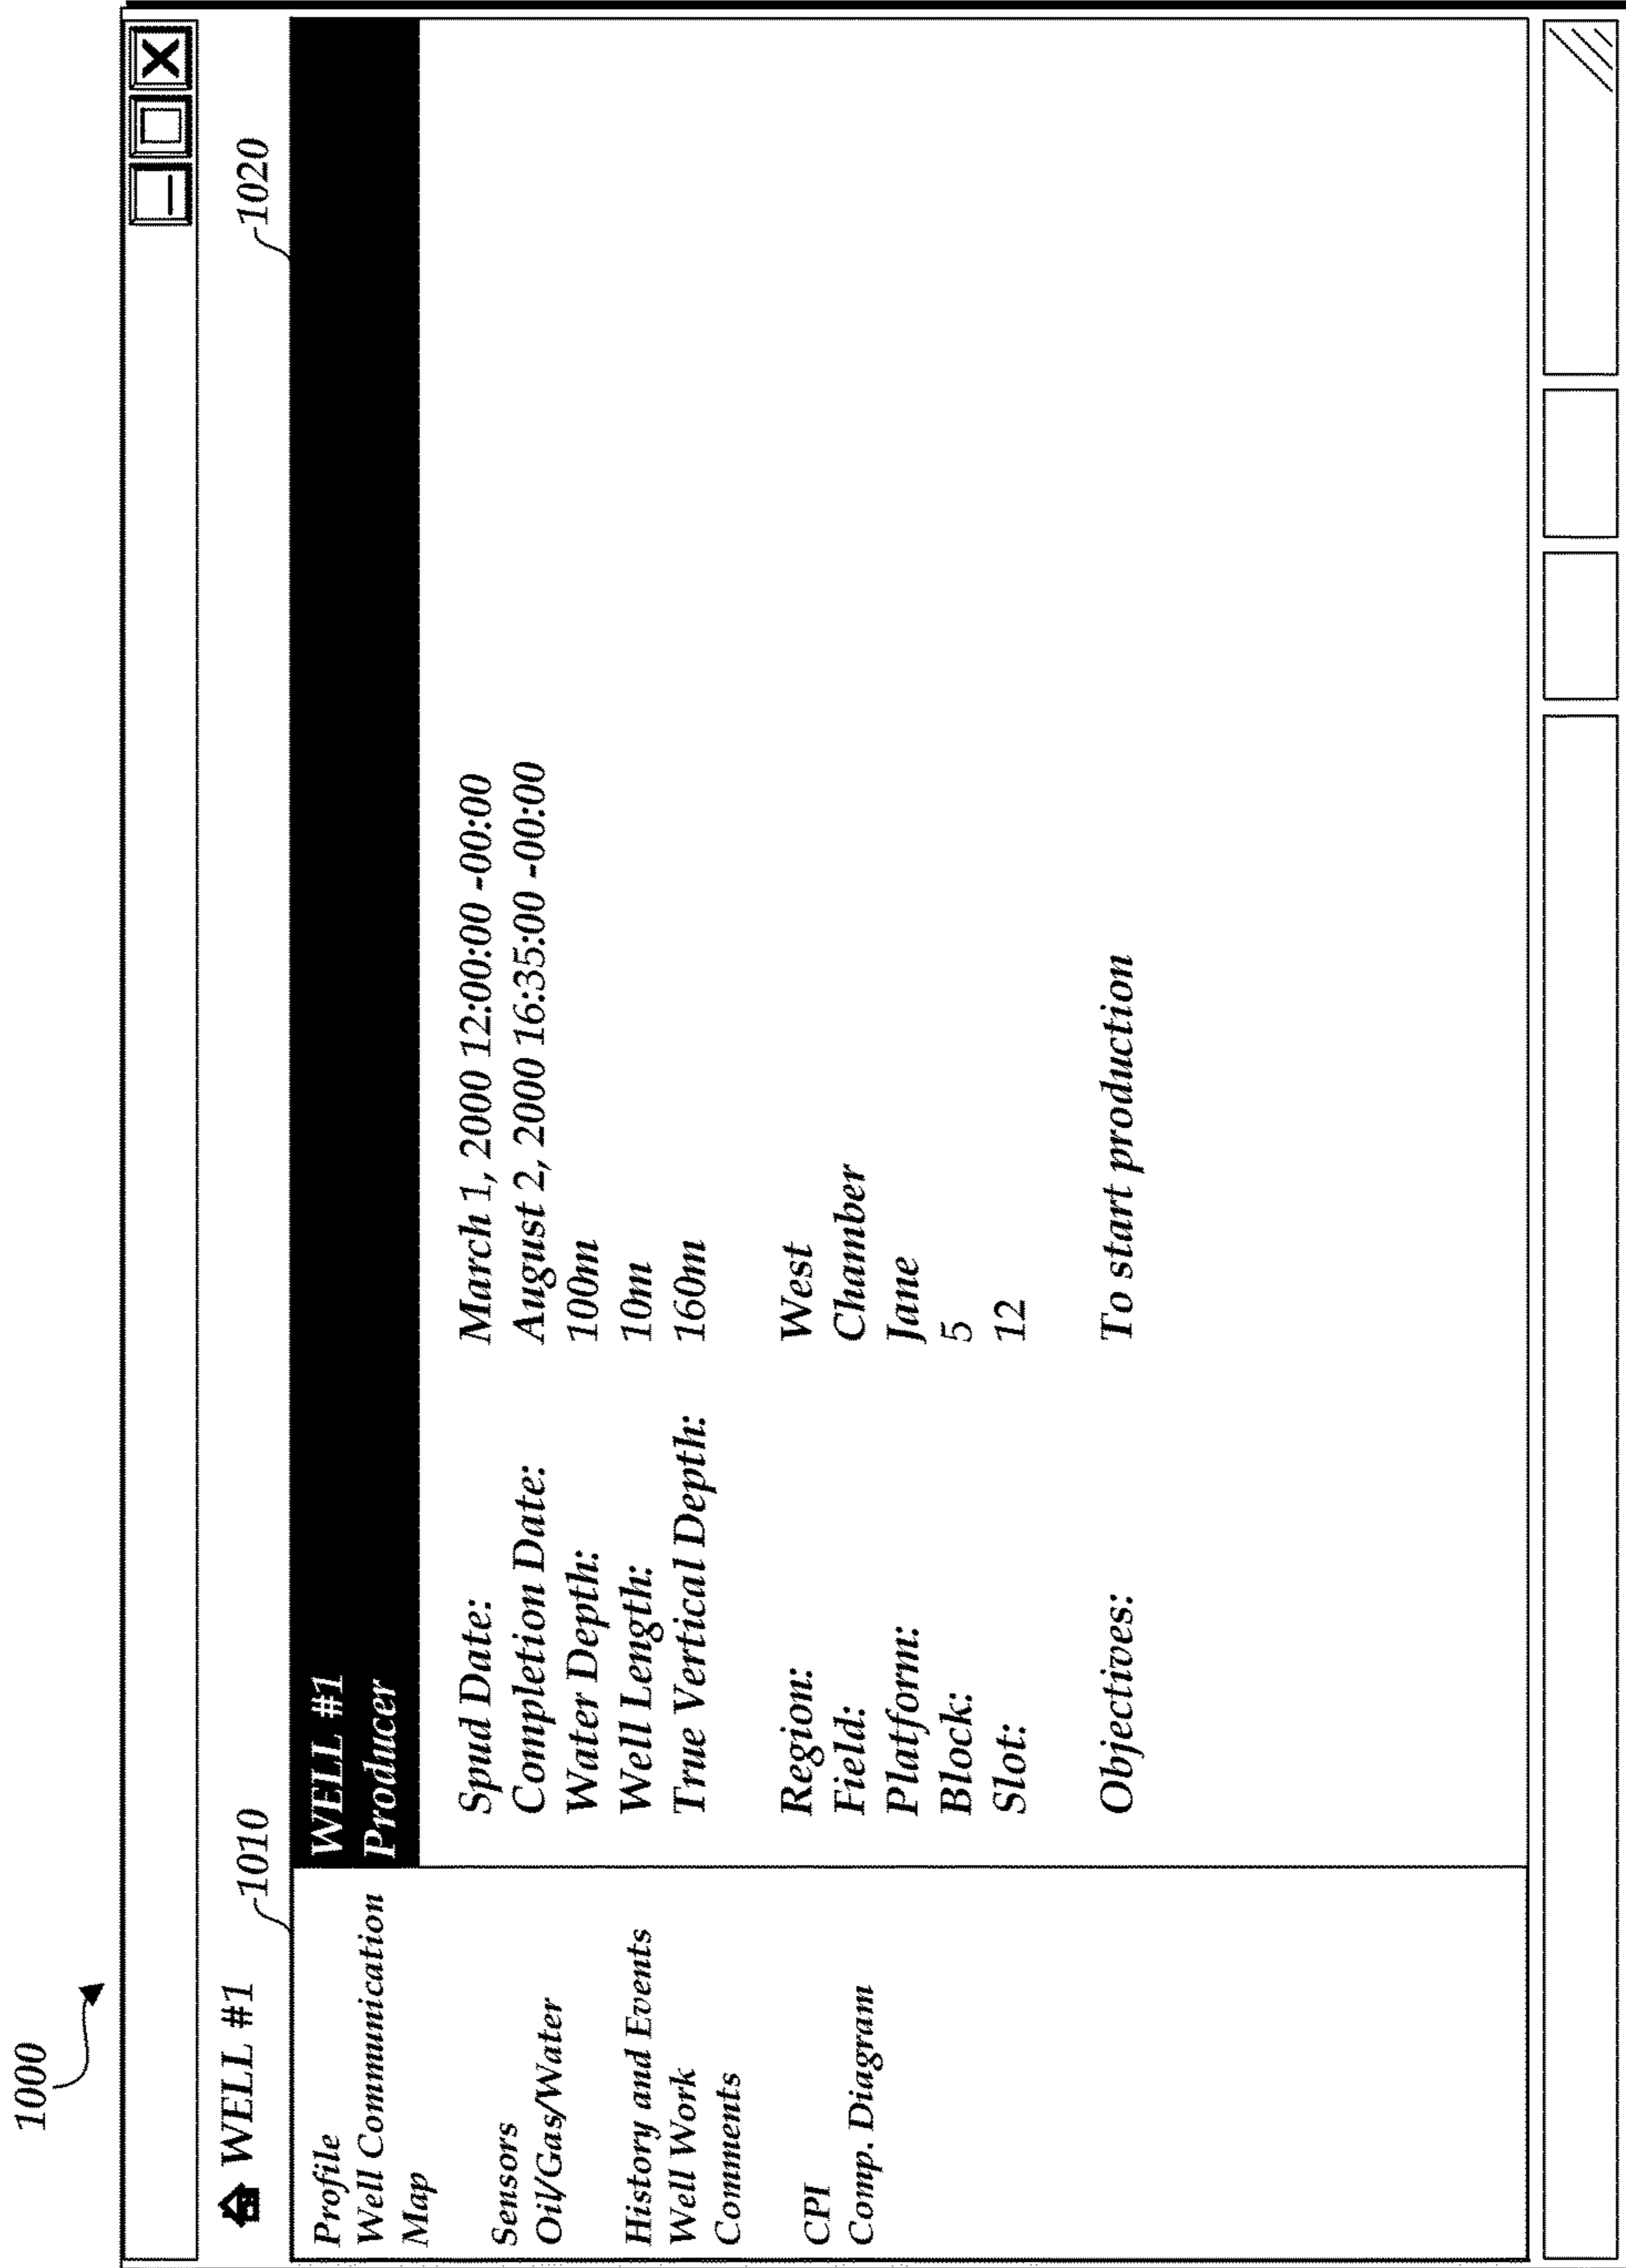 1000
WELL #1
1010
1020
Profile
Well Communication
Map
Sensors
Oil/Gas/Water
History and Events
Well Work
Comments
CPI
Comp. Diagram
WELL #1
Producer
Spud Date: March 1, 2000 12:00:00 -00:00
Completion Date: August 2, 2000 16:35:00 -00:00
Water Depth: 100m
Well Length: 10m
True Vertical Depth: 160m
Region: West
Field: Chamber
Platform: Jane
Block: 5
Slot: 12
Objectives: To start production